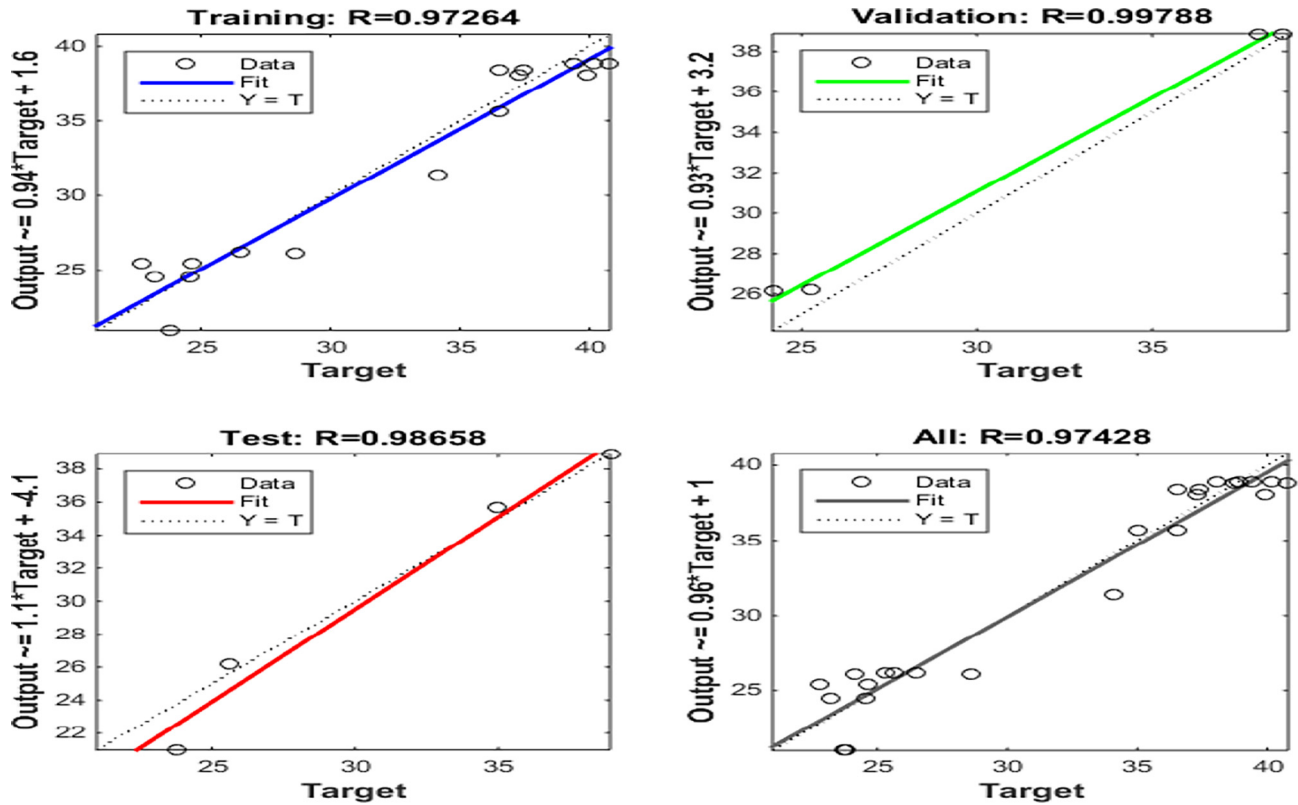 Training: R=0.97264
Output ~= 0.94*Target + 1.6
40
35
30
25
Data
Fit
Y = T
25
30
35
40
Target
Validation: R=0.99788
Output ~= 0.93*Target + 3.2
38
36
34
32
30
28
26
Data
Fit
Y = T
25
30
35
Target
Test: R=0.98658
Output ~= 1.1*Target + -4.1
38
36
34
32
30
28
26
24
22
Data
Fit
Y = T
25
30
35
Target
All: R=0.97428
Output ~= 0.96*Target + 1
40
35
30
25
Data
Fit
Y = T
25
30
35
40
Target